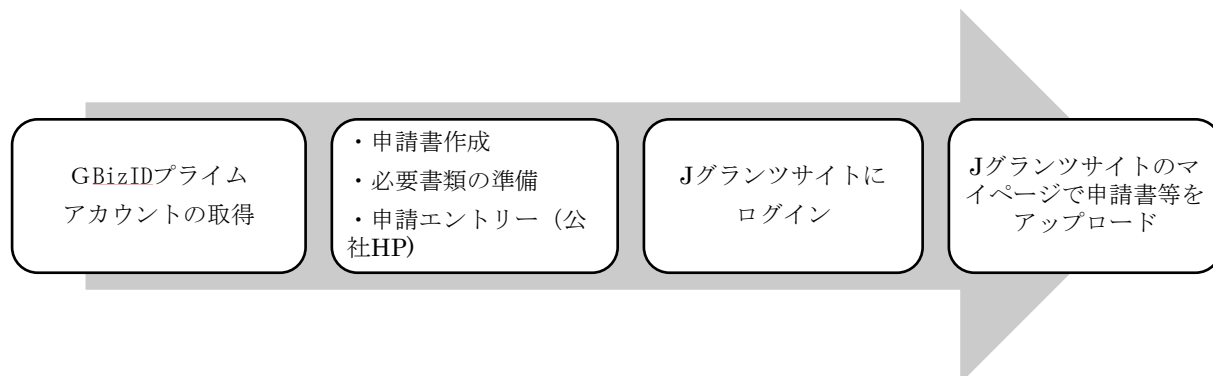 GBizIDプライム
アカウントの取得
・申請書作成
・必要書類の準備
・申請エントリー（公
社HP)
Jグランツサイトに
ログイン
Jグランツサイトのマ
イページで申請書等を
アップロード